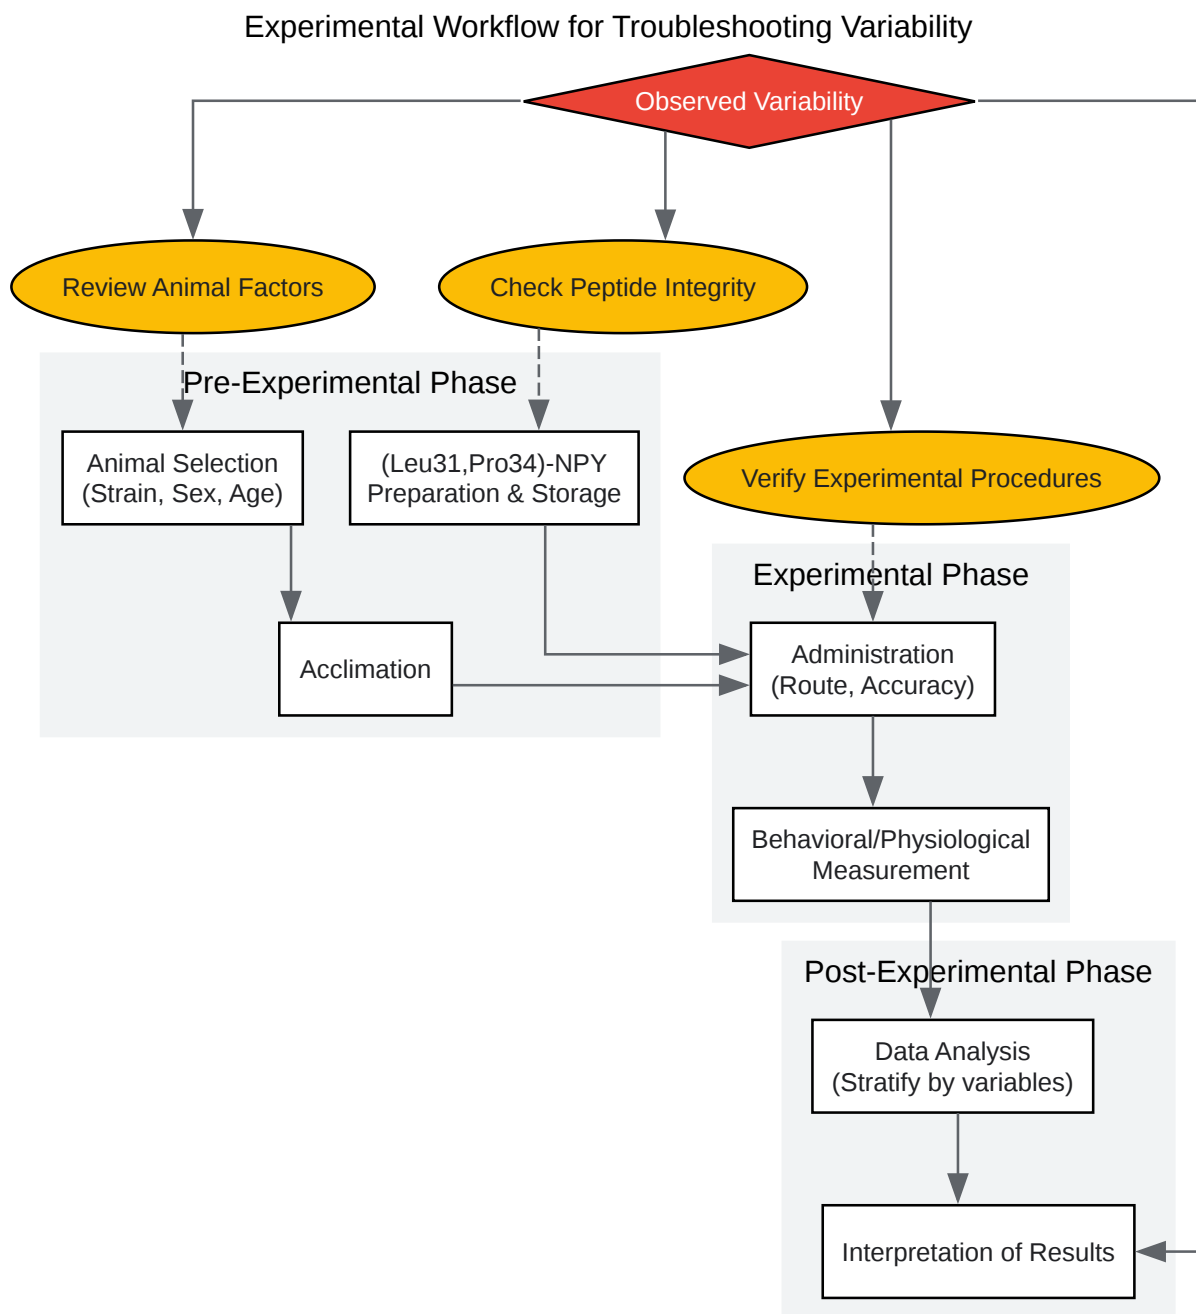 Experimental Workflow for Troubleshooting Variability
Observed Variability
Review Animal Factors
Check Peptide Integrity
Pre-Experimental Phase
Animal Selection
(Strain, Sex, Age)
(Leu31,Pro34)-NPY
Preparation & Storage
Verify Experimental Procedures
Acclimation
Experimental Phase
Administration
(Route, Accuracy)
Behavioral/Physiological
Measurement
Post-Experimental Phase
Data Analysis
(Stratify by variables)
Interpretation of Results